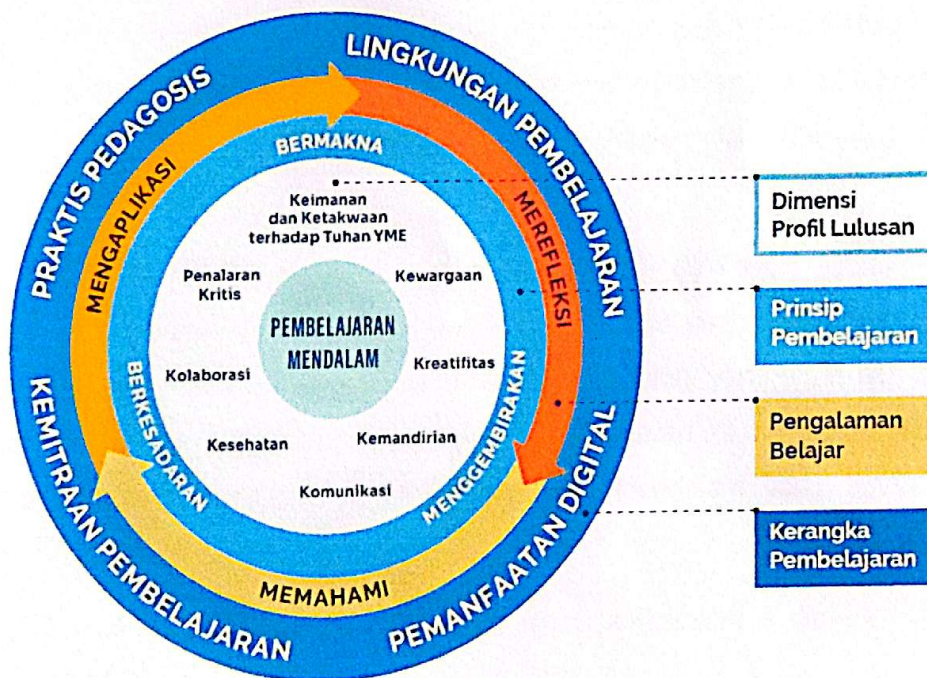 PRAKTIS PEDAGOSIS
LINGKUNGAN PEMBELAJARAN
KEMITRAAN PEMBELAJARAN
PEMANFAATAN DIGITAL
MENGAPLIKASI
MEREFLEKSI
MEMAHAMI
BERMAKNA
BERKESADARAN
MENGGEMBIRAKAN
Keimanan
dan Ketakwaan
terhadap Tuhan YME
Penalaran
Kritis
Kewargaan
PEMBELAJARAN
MENDALAM
Kolaborasi
Kreatifitas
Kesehatan
Kemandirian
Komunikasi
Dimensi
Profil Lulusan
Prinsip
Pembelajaran
Pengalaman
Belajar
Kerangka
Pembelajaran